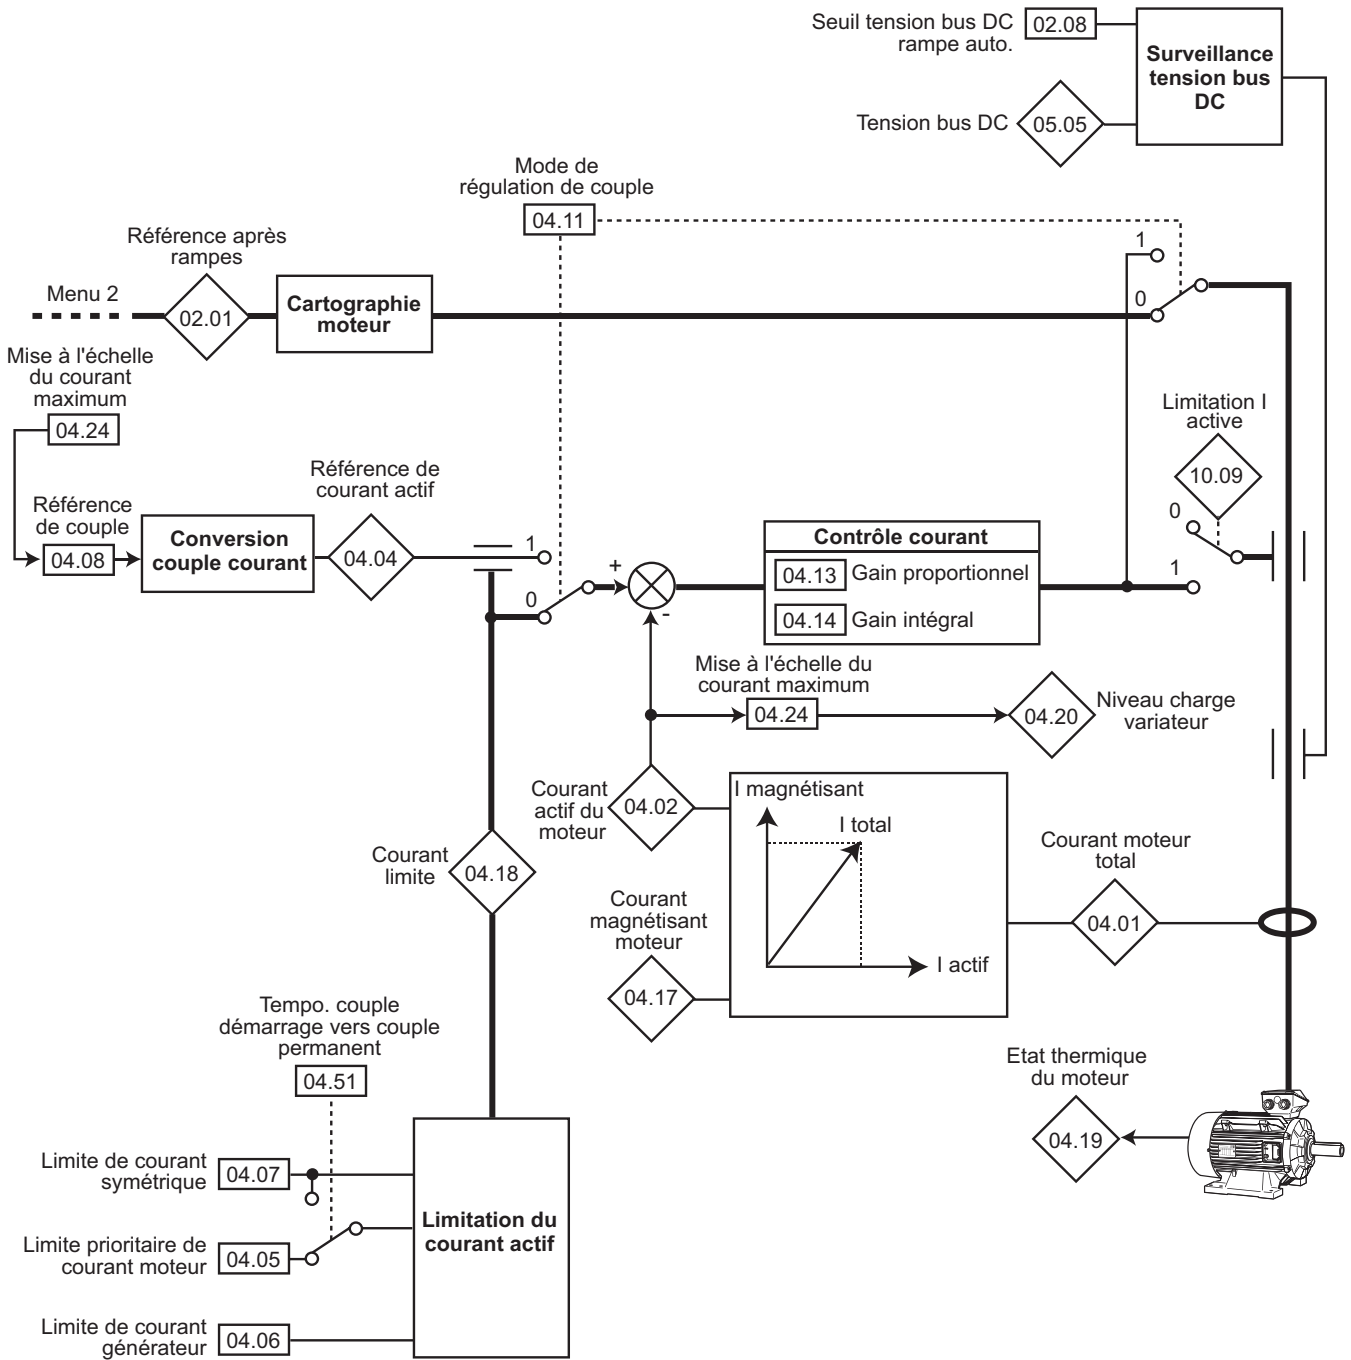 Seuil tension bus DC
rampe auto.
02.08
Surveillance
tension bus
DC
Tension bus DC
05.05
Mode de
régulation de couple
04.11
Référence après
rampes
Menu 2
02.01
Cartographie
moteur
1
0
Mise à l'échelle
du courant
maximum
04.24
Limitation I
active
10.09
0
1
Référence
de couple
04.08
Conversion
couple courant
Référence de
courant actif
04.04
1
0
+
-
Contrôle courant
04.13 Gain proportionnel
04.14 Gain intégral
Mise à l'échelle du
courant maximum
04.24
04.20
Niveau charge
variateur
Courant
actif du
moteur
04.02
I magnétisant
I total
I actif
Courant moteur
total
04.01
Courant
limite
04.18
Courant
magnétisant
moteur
04.17
Tempo. couple
démarrage vers couple
permanent
04.51
Etat thermique
du moteur
04.19
Limite de courant
symétrique
04.07
Limite prioritaire de
courant moteur
04.05
Limite de courant
générateur
04.06
Limitation du
courant actif